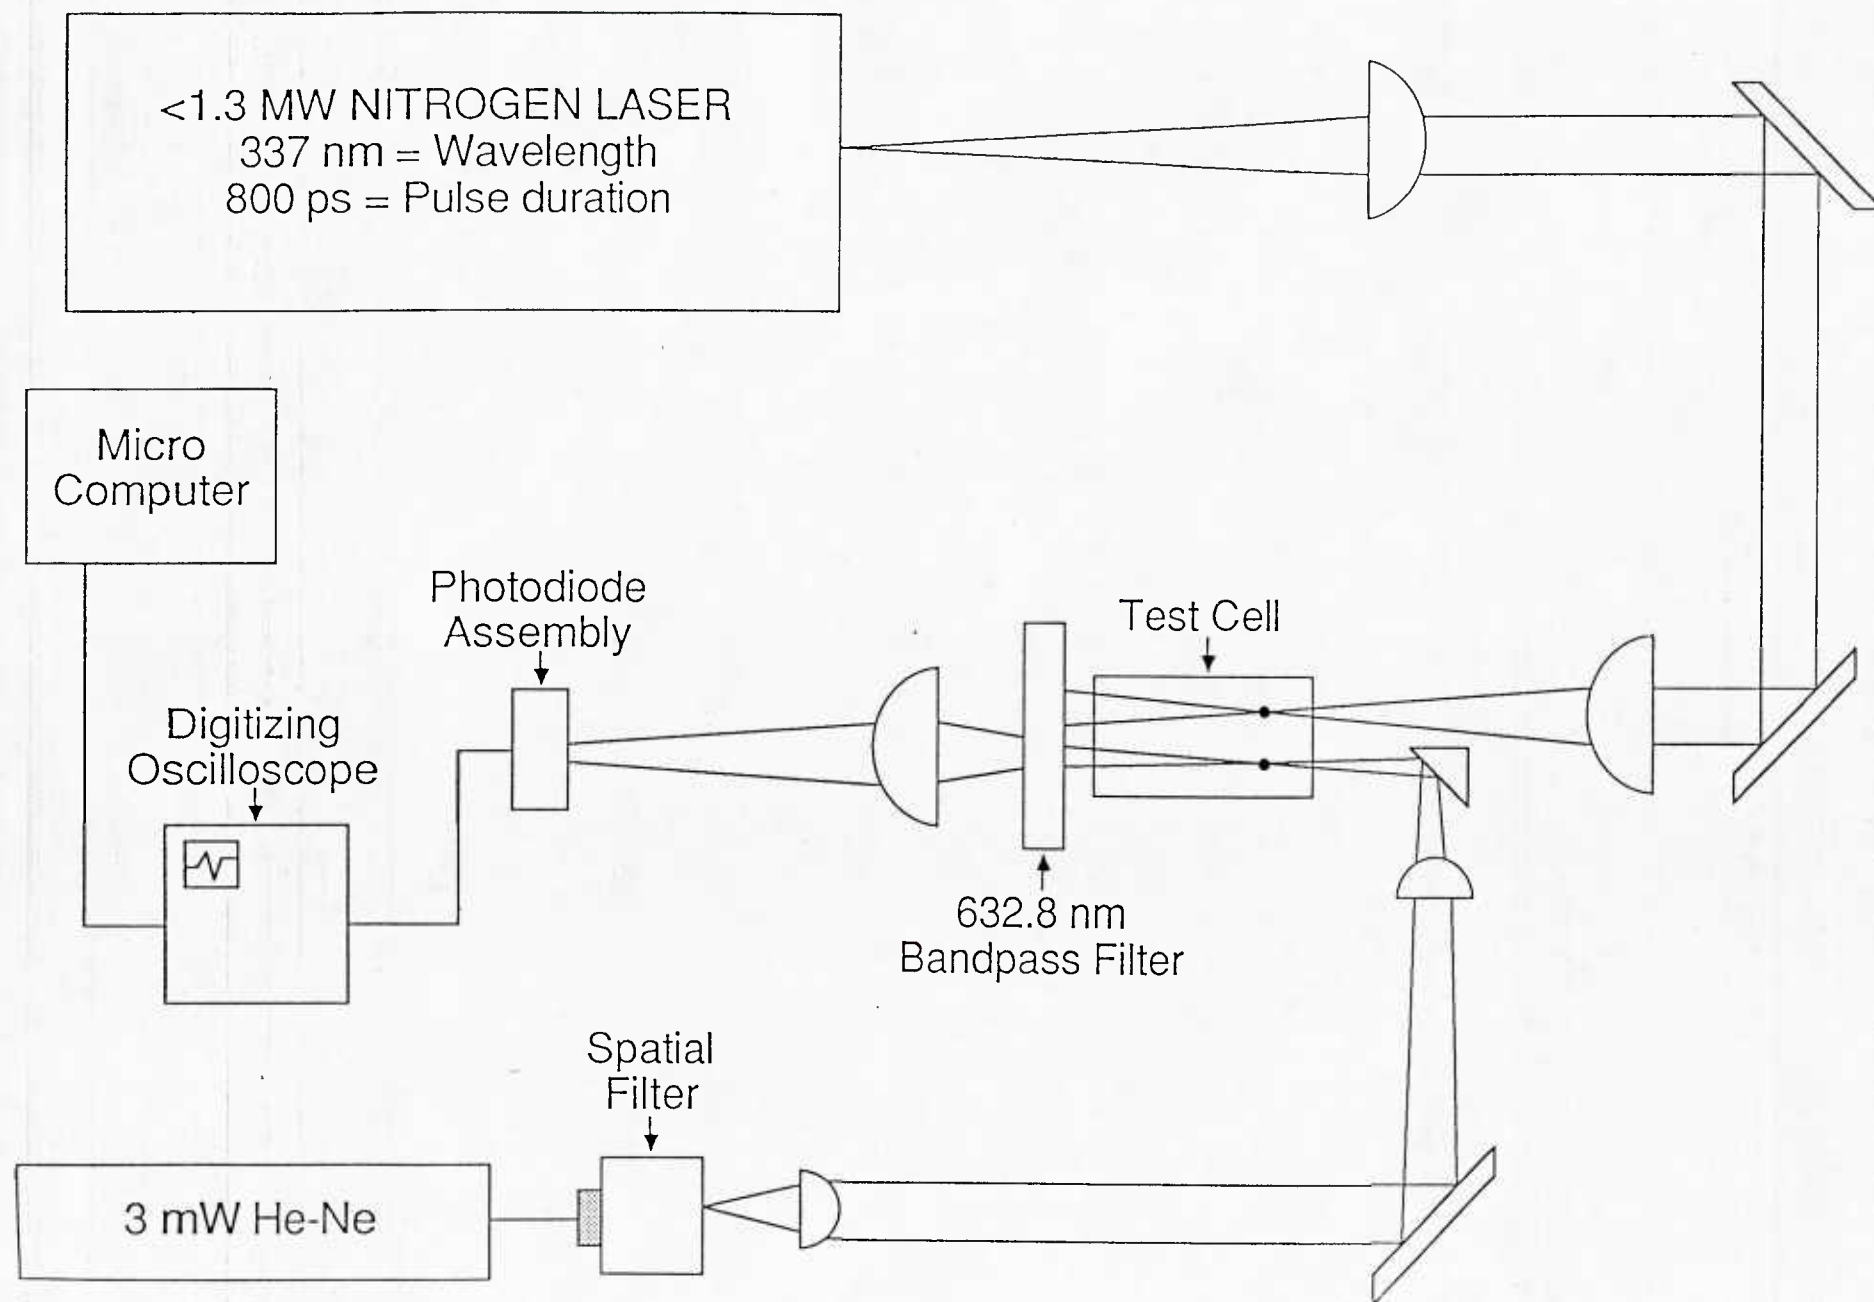 <1.3 MW NITROGEN LASER
337 nm = Wavelength
800 ps = Pulse duration
Micro
Computer
Photodiode
Assembly
Test Cell
Digitizing
Oscilloscope
632.8 nm
Bandpass Filter
Spatial
Filter
3 mW He-Ne